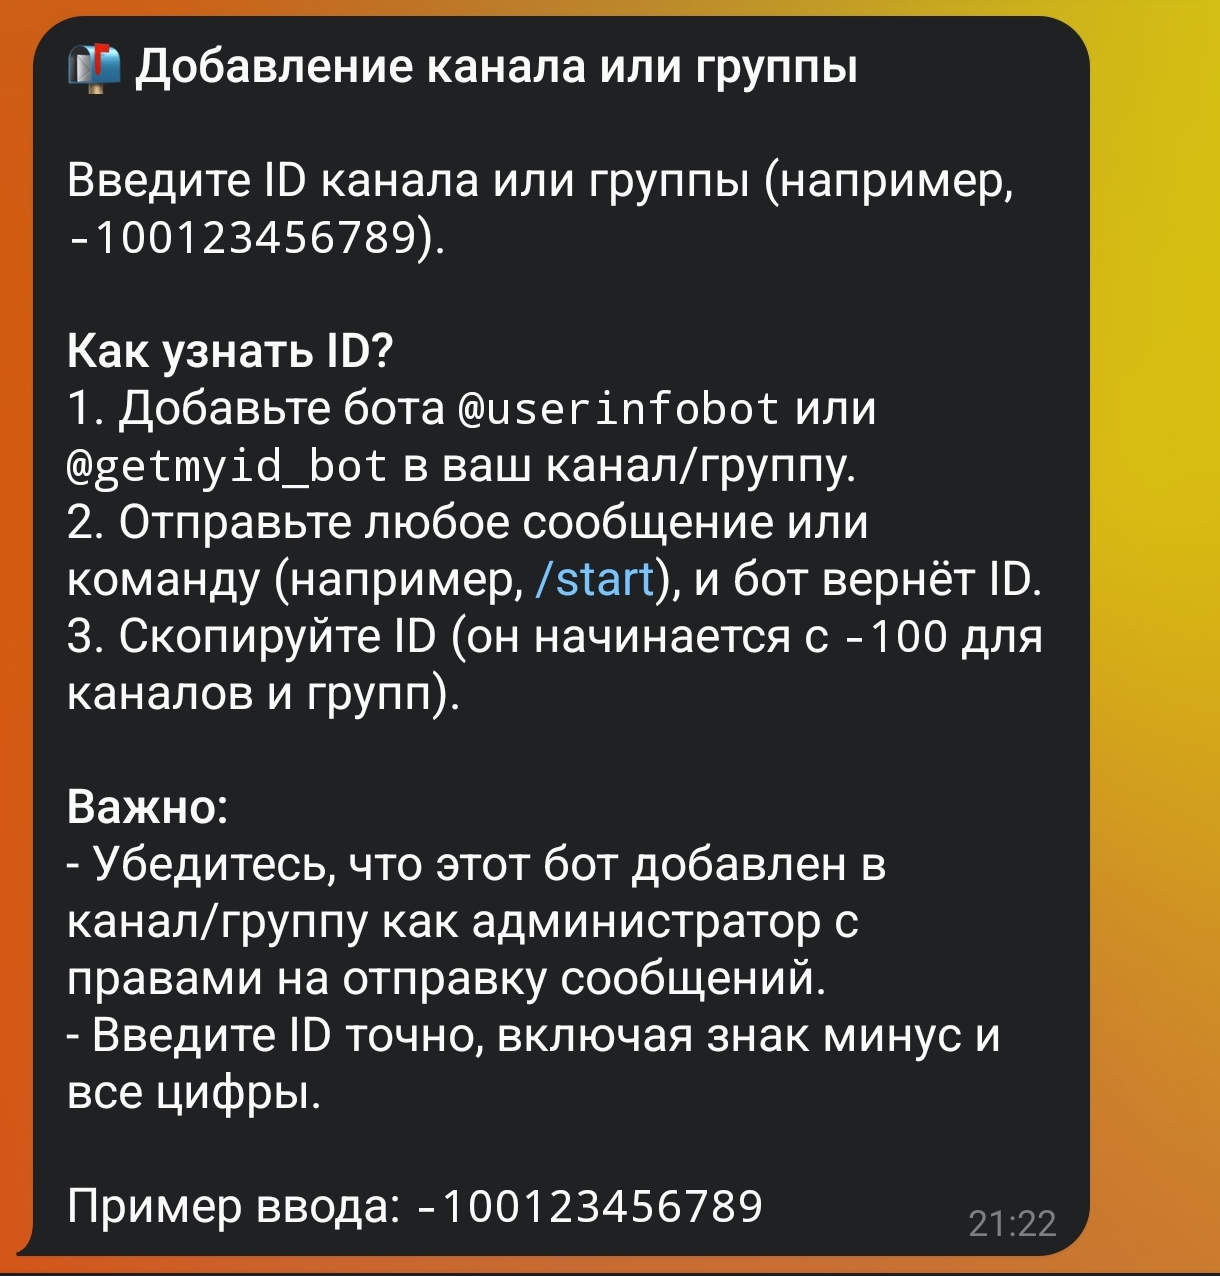 📬 Добавление канала или группы
Введите ID канала или группы (например,
-100123456789).
Как узнать ID?
1. Добавьте бота @userinfobot или
@getmyid_bot в ваш канал/группу.
2. Отправьте любое сообщение или
команду (например, /start), и бот вернёт ID.
3. Скопируйте ID (он начинается с -100 для
каналов и групп).
Важно:
- Убедитесь, что этот бот добавлен в
канал/группу как администратор с
правами на отправку сообщений.
- Введите ID точно, включая знак минус и
все цифры.
Пример ввода: -100123456789
21:22